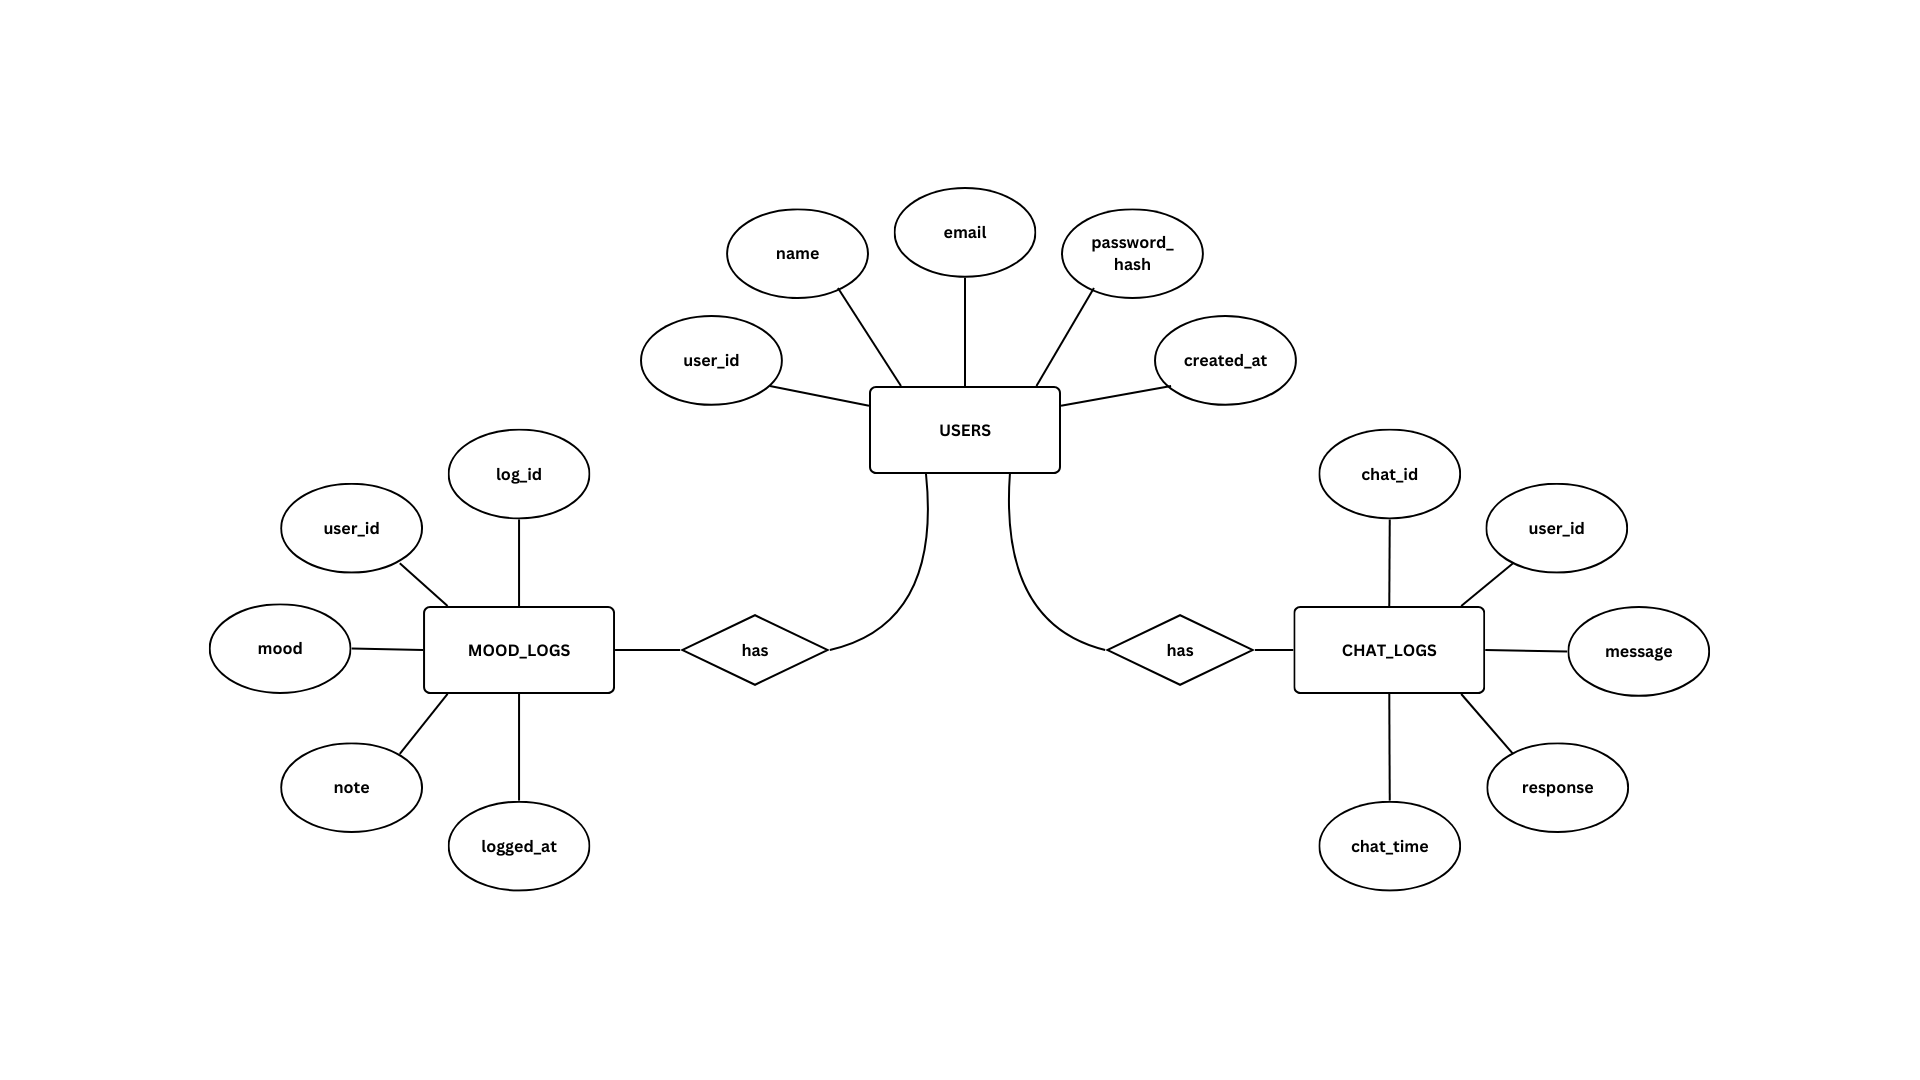 email
name
password_
hash
user_id
created_at
USERS
log_id
chat_id
user_id
user_id
mood
MOOD_LOGS
has
has
CHAT_LOGS
message
note
response
logged_at
chat_time